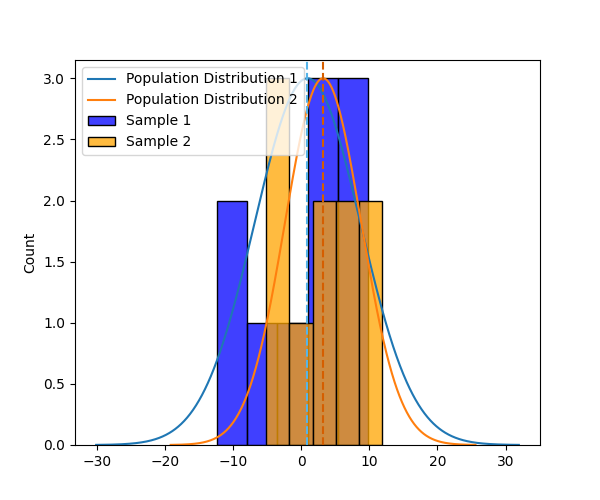 Population Distribution 1
Population Distribution 2
Sample 1
Sample 2
Count
3.0
2.5
2.0
1.5
1.0
0.5
0.0
−30
−20
−10
0
10
20
30